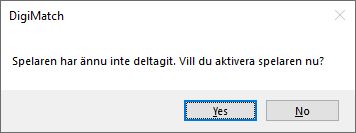 DigiMatch
Spelaren har ännu inte deltagit. Vill du aktivera spelaren nu?
Yes No